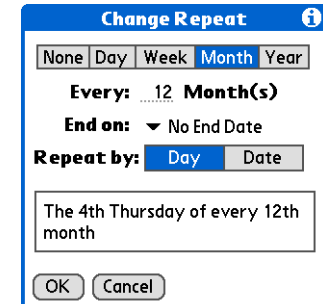 Change Repeat i
None Day Week Month Year
Every: 12 Month(s)
End on: No End Date
Repeat by: Day Date
The 4th Thursday of every 12th
month
OK Cancel